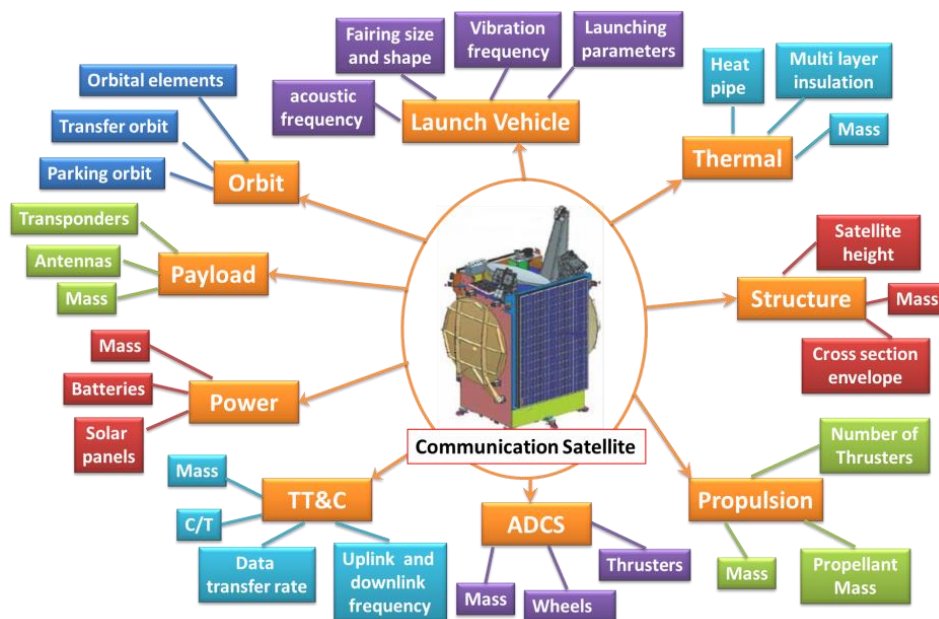 Fairing size
and shape
Vibration
frequency
Launching
parameters
acoustic
frequency
Launch Vehicle
Heat
pipe
Multi layer
insulation
Mass
Thermal
Orbital elements
Transfer orbit
Parking orbit
Orbit
Transponders
Antennas
Mass
Payload
Satellite
height
Mass
Cross section
envelope
Structure
Mass
Batteries
Solar
panels
Power
Communication Satellite
Number of
Thrusters
Propulsion
Mass
Propellant
Mass
Mass
C/T
Data
transfer rate
Uplink and
downlink
frequency
TT&C
ADCS
Mass
Wheels
Thrusters